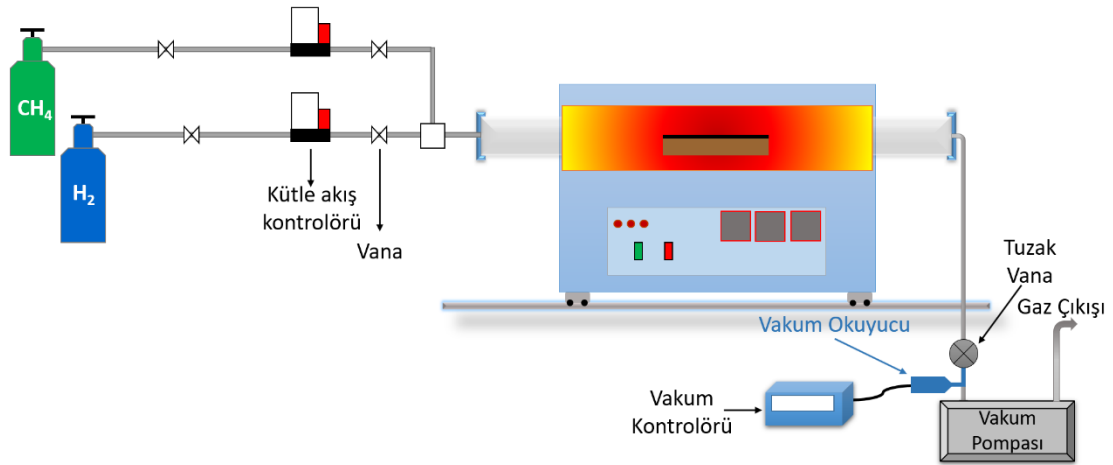 CH4
H2
Kütle akış
kontrolörü
Vana
Tuzak
Vana
Gaz Çıkışı
Vakum Okuyucu
Vakum
Kontrolörü
Vakum
Pompası